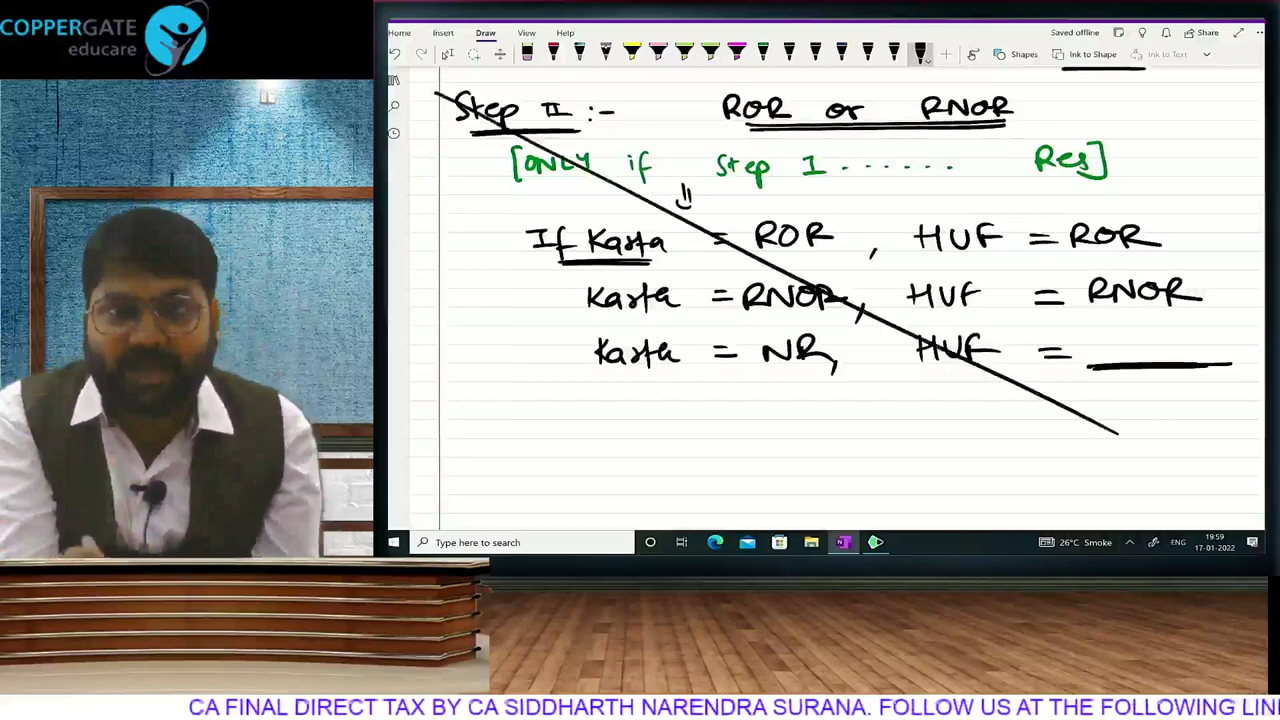 COPPERGATE
educare
Home Insert Draw View Help
Saved offline
Share
Shapes
Ink to Shape
Ink to Text
Step II :- ROR or RNOR
[ONLY if Step 1 ....... Res]
If Karta = ROR , HUF = ROR
Karta = RNOR, HUF = RNOR
Karta = NR, HUF =
Type here to search
26°C Smoke
ENG
19:59
17-01-2022
CA FINAL DIRECT TAX BY CA SIDDHARTH NARENDRA SURANA. FOLLOW US AT THE FOLLOWING LIN